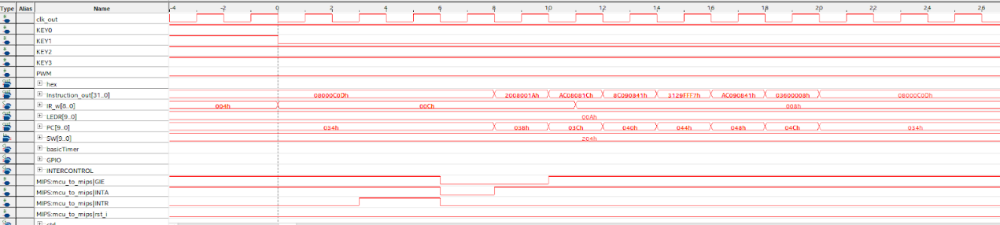 Type Alias Name -4 -2 0 2 4 6 8 10 12 14 16 18 20 22 24 26
clk_out
KEY0
KEY1
KEY2
KEY3
PWM
hex
Instruction_out[31..0] 08000C0Dh 2008001Ah AC08081Ch 8C090841h 3129FFF7h AC090841h 03600008h 08000C0Dh
IR_w[8..0] 004h 00Ch 008h
LEDR[9..0] 00Ah
PC[9..0] 034h 038h 03Ch 040h 044h 048h 04Ch 034h
SW[9..0] 204h
basicTimer
GPIO
INTERCONTROL
MIPS:mcu_to_mips|GIE
MIPS:mcu_to_mips|INTA
MIPS:mcu_to_mips|INTR
MIPS:mcu_to_mips|rst_i